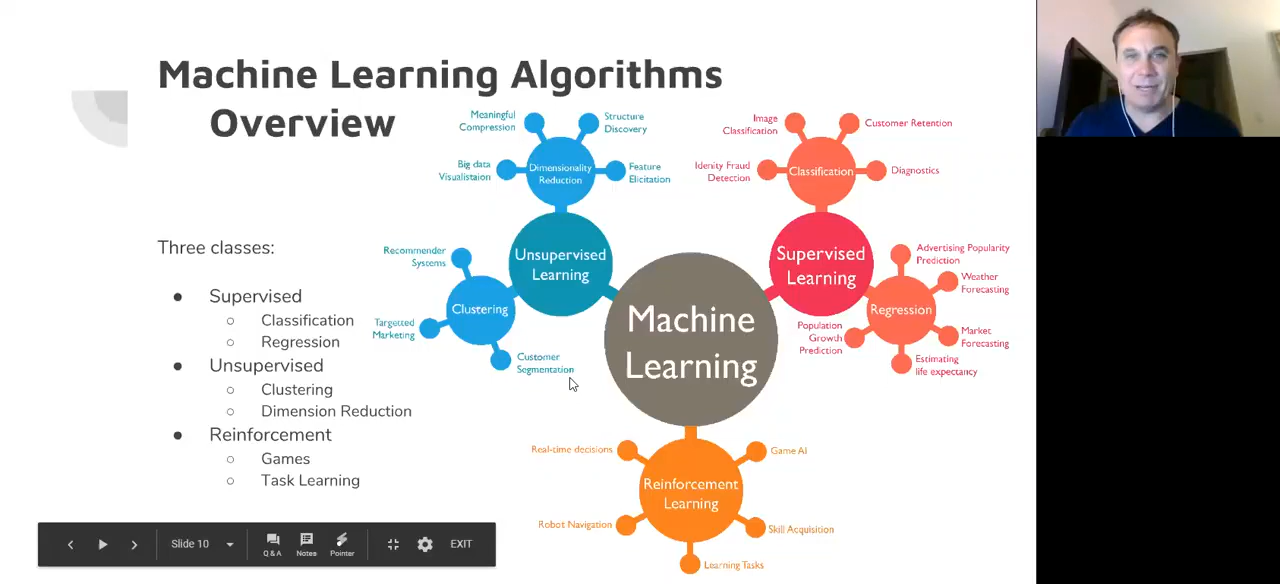 Machine Learning Algorithms
Overview
Three classes:
● Supervised
○ Classification
○ Regression
● Unsupervised
○ Clustering
○ Dimension Reduction
● Reinforcement
○ Games
○ Task Learning
Meaningful
Compression
Structure
Discovery
Big data
Visualistaion
Dimensionality
Reduction
Feature
Elicitation
Unsupervised
Learning
Recommender
Systems
Clustering
Targetted
Marketing
Customer
Segmentation
Machine
Learning
Image
Classification
Customer Retention
Idenity Fraud
Detection
Classification
Diagnostics
Supervised
Learning
Advertising Popularity
Prediction
Weather
Forecasting
Regression
Population
Growth
Prediction
Market
Forecasting
Estimating
life expectancy
Real-time decisions
Game AI
Reinforcement
Learning
Robot Navigation
Skill Acquisition
Learning Tasks
Slide 10
Q & A
Notes
Pointer
EXIT